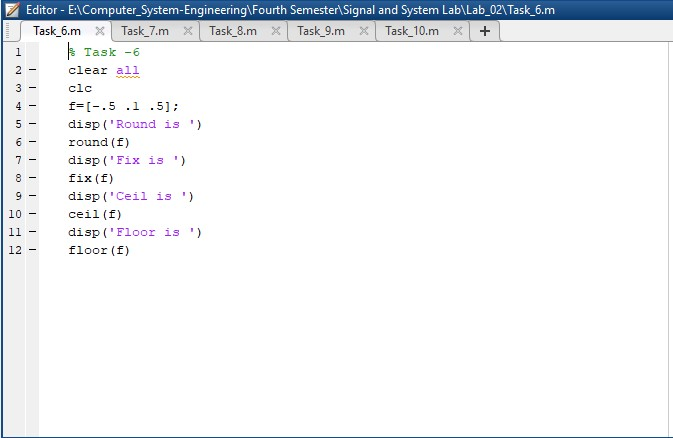 Editor - E:\Computer_System-Engineering\Fourth Semester\Signal and System Lab\Lab_02\Task_6.m
Task_6.m × Task_7.m × Task_8.m × Task_9.m × Task_10.m × +
1 % Task -6
2 - clear all
3 - clc
4 - f=[-.5 .1 .5];
5 - disp('Round is ')
6 - round(f)
7 - disp('Fix is ')
8 - fix(f)
9 - disp('Ceil is ')
10 - ceil(f)
11 - disp('Floor is ')
12 - floor(f)